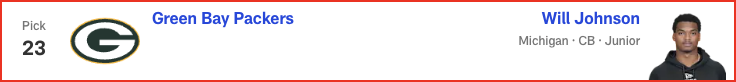 Pick
23
Green Bay Packers
Will Johnson
Michigan · CB · Junior